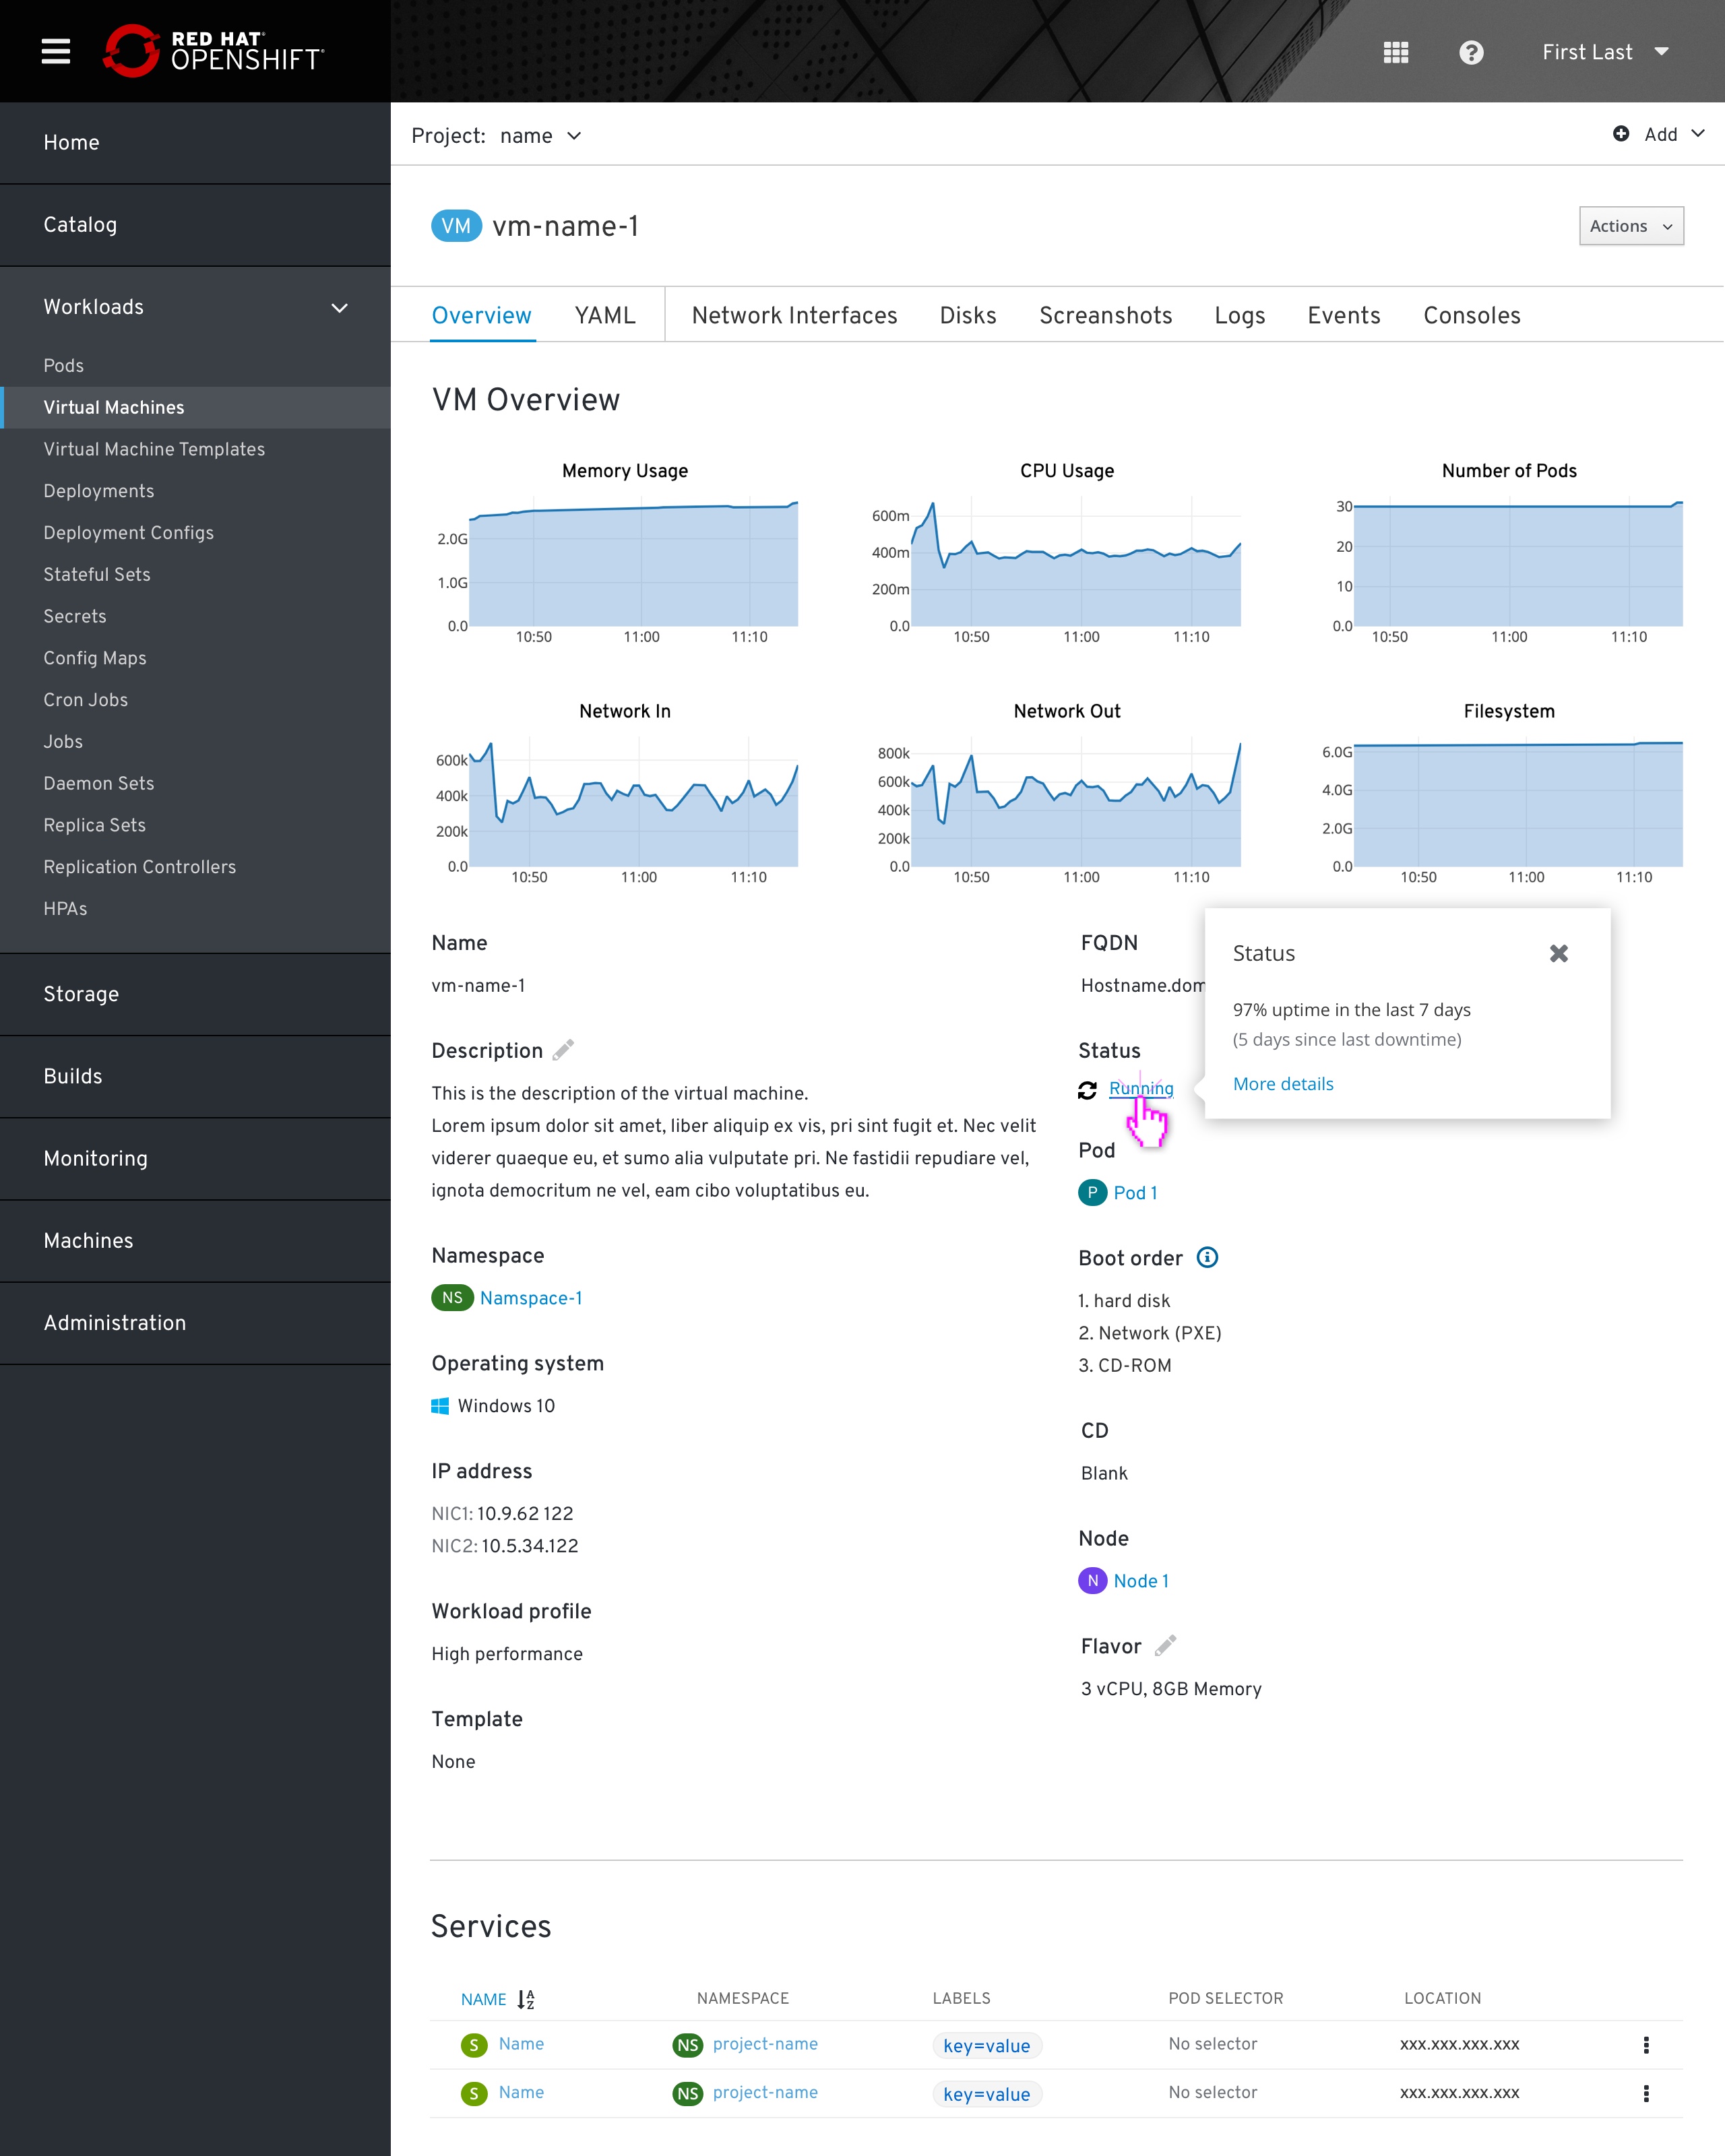 RED HAT
OPENSHIFT
First Last
Home
Catalog
Workloads
Pods
Virtual Machines
Virtual Machine Templates
Deployments
Deployment Configs
Stateful Sets
Secrets
Config Maps
Cron Jobs
Jobs
Daemon Sets
Replica Sets
Replication Controllers
HPAs
Storage
Builds
Monitoring
Machines
Administration
Project: name
Add
VM vm-name-1
Actions
Overview YAML Network Interfaces Disks Screanshots Logs Events Consoles
VM Overview
Memory Usage
2.0G
1.0G
0.0
10:50 11:00 11:10
CPU Usage
600m
400m
200m
0.0
10:50 11:00 11:10
Number of Pods
30
20
10
0.0
10:50 11:00 11:10
Network In
600k
400k
200k
0.0
10:50 11:00 11:10
Network Out
800k
600k
400k
200k
0.0
10:50 11:00 11:10
Filesystem
6.0G
4.0G
2.0G
0.0
10:50 11:00 11:10
Name
vm-name-1
Description
This is the description of the virtual machine.
Lorem ipsum dolor sit amet, liber aliquip ex vis, pri sint fugit et. Nec velit
viderer quaeque eu, et sumo alia vulputate pri. Ne fastidii repudiare vel,
ignota democritum ne vel, eam cibo voluptatibus eu.
Namespace
NS Namspace-1
Operating system
Windows 10
IP address
NIC1: 10.9.62 122
NIC2: 10.5.34.122
Workload profile
High performance
Template
None
FQDN
Hostname.dom
Status
Running
Status
97% uptime in the last 7 days
(5 days since last downtime)
More details
Pod
P Pod 1
Boot order
1. hard disk
2. Network (PXE)
3. CD-ROM
CD
Blank
Node
N Node 1
Flavor
3 vCPU, 8GB Memory
Services
NAME AZ NAMESPACE LABELS POD SELECTOR LOCATION
S Name NS project-name key=value No selector xxx.xxx.xxx.xxx
S Name NS project-name key=value No selector xxx.xxx.xxx.xxx